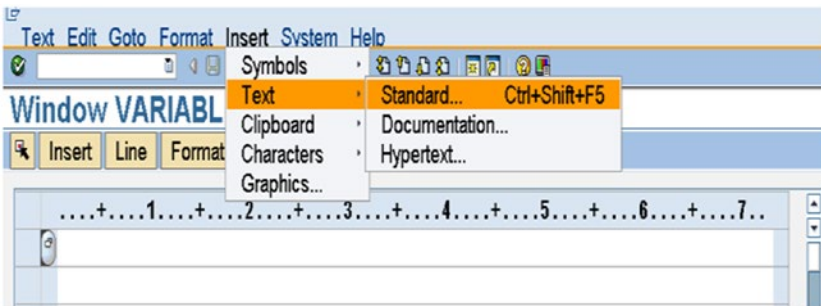 Text Edit Goto Format Insert System Help
Symbols
Text Standard... Ctrl+Shift+F5
Window VARIABL
Clipboard Documentation...
Insert Line Format Characters Hypertext...
Graphics...
....+....1....+....2....+....3....+....4....+....5....+....6....+....7..